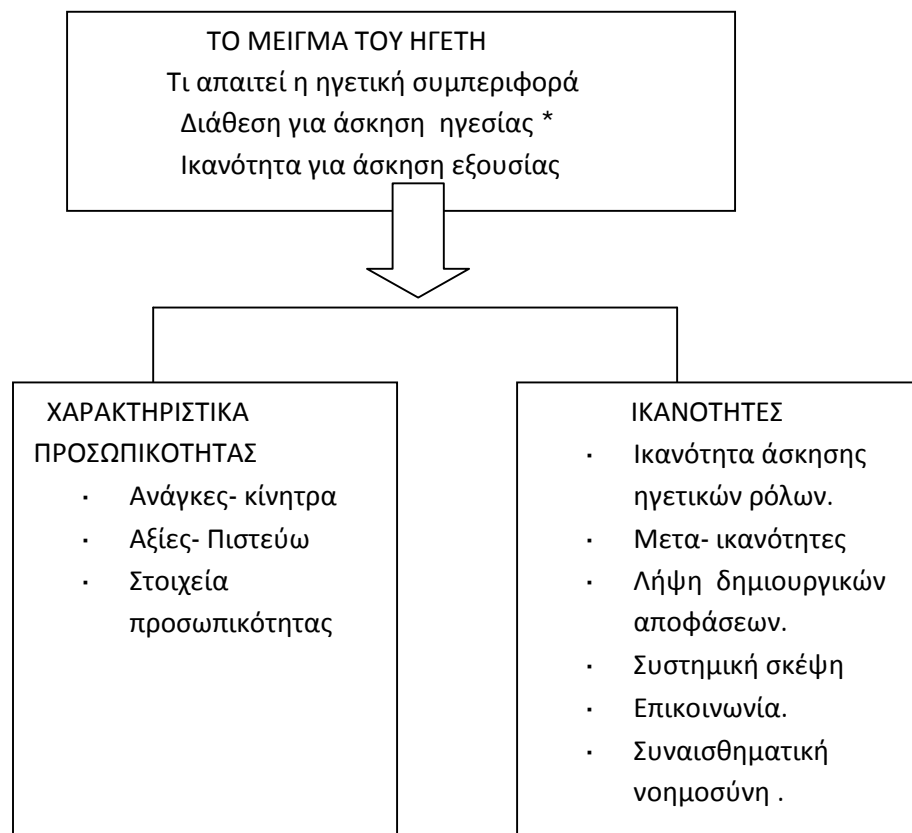 ΤΟ ΜΕΙΓΜΑ ΤΟΥ ΗΓΕΤΗ
Τι απαιτεί η ηγετική συμπεριφορά
Διάθεση για άσκηση ηγεσίας *
Ικανότητα για άσκηση εξουσίας
ΧΑΡΑΚΤΗΡΙΣΤΙΚΑ
ΠΡΟΣΩΠΙΚΟΤΗΤΑΣ
· Ανάγκες- κίνητρα
· Αξίες- Πιστεύω
· Στοιχεία
προσωπικότητας
ΙΚΑΝΟΤΗΤΕΣ
· Ικανότητα άσκησης
ηγετικών ρόλων.
· Μετα- ικανότητες
· Λήψη δημιουργικών
αποφάσεων.
· Συστημική σκέψη
· Επικοινωνία.
· Συναισθηματική
νοημοσύνη .